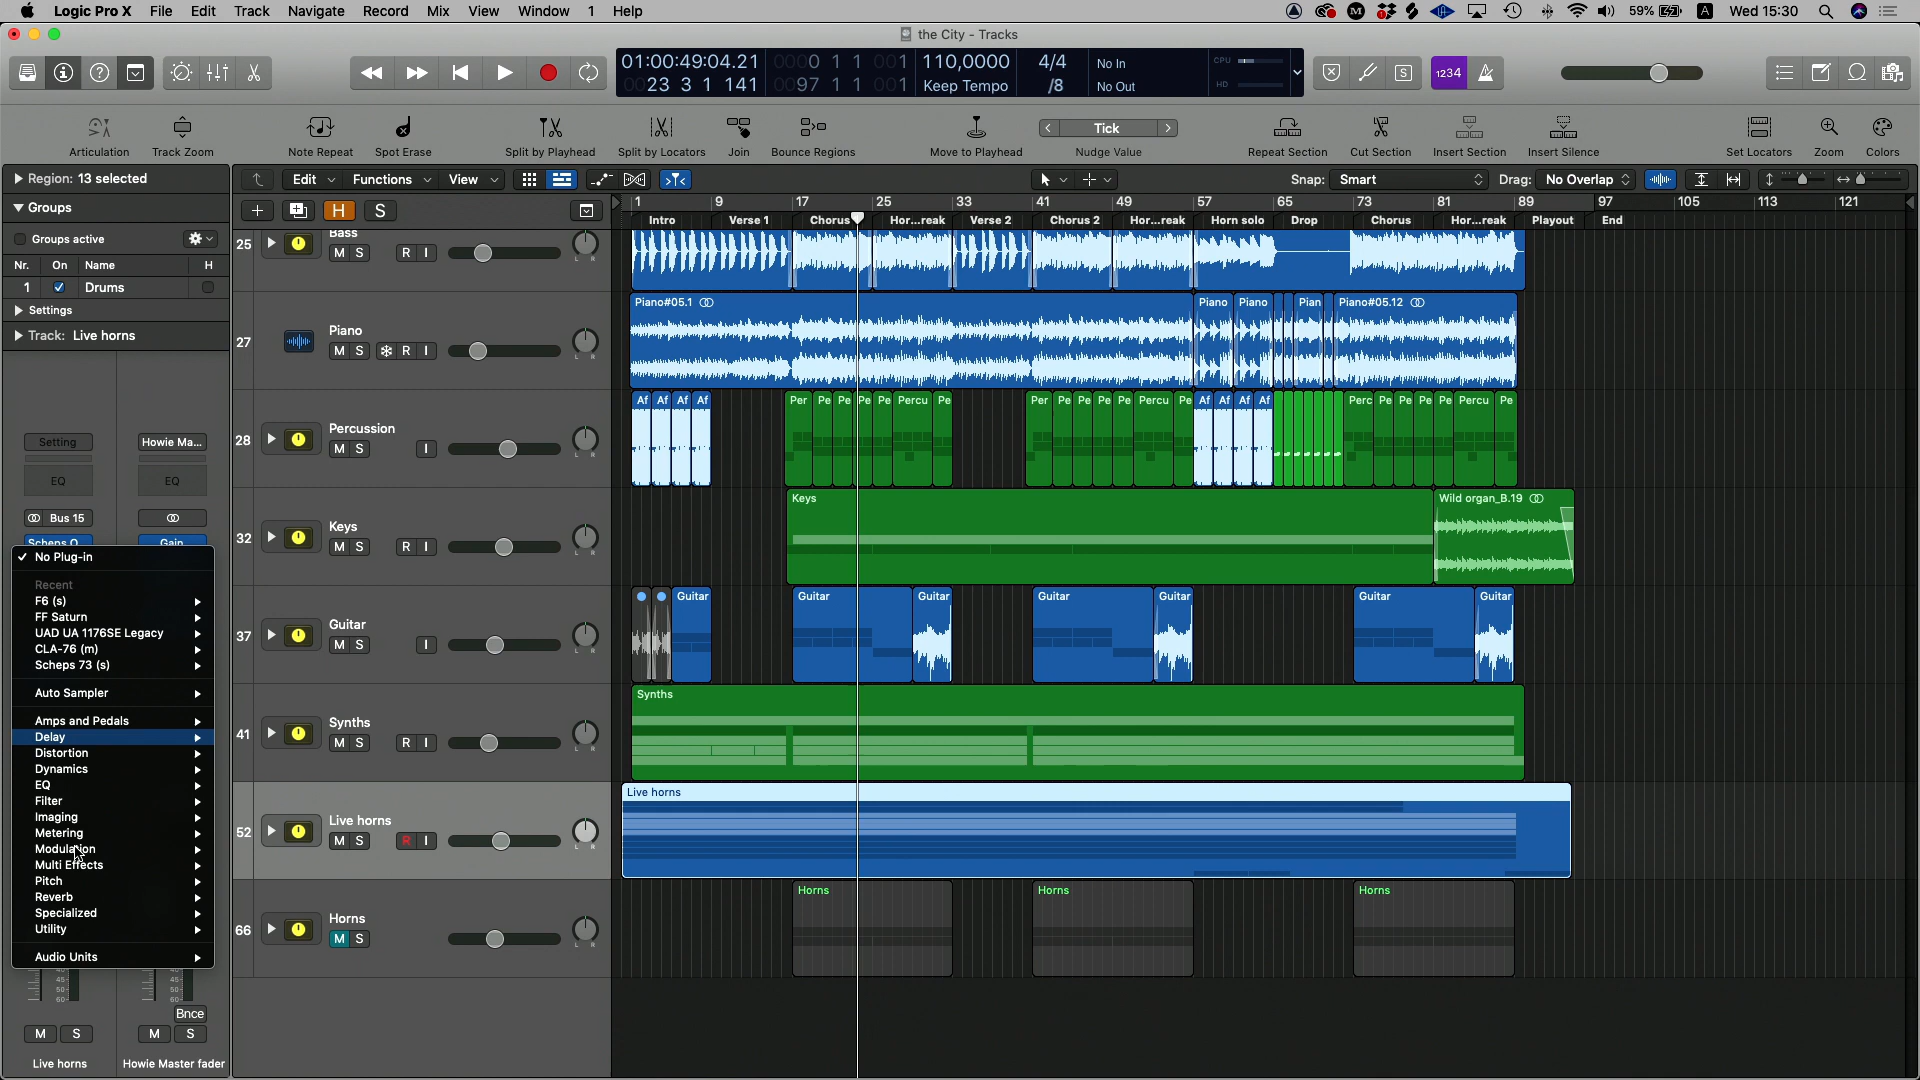 Logic Pro X File Edit Track Navigate Record Mix View Window 1 Help
59% A Wed 15:30
the City - Tracks
01:00:49:04.21 0000 1 1 001 110,0000 4/4 No In CPU
0023 3 1 141 0097 1 1 001 Keep Tempo /8 No Out HD
S 1234
Articulation Track Zoom Note Repeat Spot Erase Split by Playhead Split by Locators Join Bounce Regions Move to Playhead
Tick
Nudge Value
Repeat Section Cut Section Insert Section Insert Silence Set Locators Zoom Colors
Region: 13 selected
Edit Functions View
Snap: Smart Drag: No Overlap
Groups
H S
1 9 17 25 33 41 49 57 65 73 81 89 97 105 113 121
Intro Verse 1 Chorus Hor...reak Verse 2 Chorus 2 Hor...reak Horn solo Drop Chorus Hor...reak Playout End
Groups active
Nr. On Name H
1 Drums
Settings
Track: Live horns
25 Bass
M S R I
L R
27 Piano
M S R I
L R
Piano#05.1 Piano Piano Pian Piano#05.12
28 Percussion
M S I
L R
Af Af Af Af Per Pe Pe Pe Pe Percu Pe Per Pe Pe Pe Pe Percu Pe Af Af Af Af Perc Pe Pe Pe Pe Percu Pe
32 Keys
M S R I
L R
Keys Wild organ_B.19
37 Guitar
M S I
L R
Guitar Guitar Guitar Guitar Guitar Guitar Guitar
41 Synths
M S R I
L R
Synths
52 Live horns
M S R I
L R
Live horns
66 Horns
M S
L R
Horns Horns Horns
Setting Howie Ma...
EQ EQ
Bus 15
Scheps O Gain
No Plug-in
Recent
F6 (s)
FF Saturn
UAD UA 1176SE Legacy
CLA-76 (m)
Scheps 73 (s)
Auto Sampler
Amps and Pedals
Delay
Distortion
Dynamics
EQ
Filter
Imaging
Metering
Modulation
Multi Effects
Pitch
Reverb
Specialized
Utility
Audio Units
45 45
50 50
60 60
Bnce
M S M S
Live horns Howie Master fader